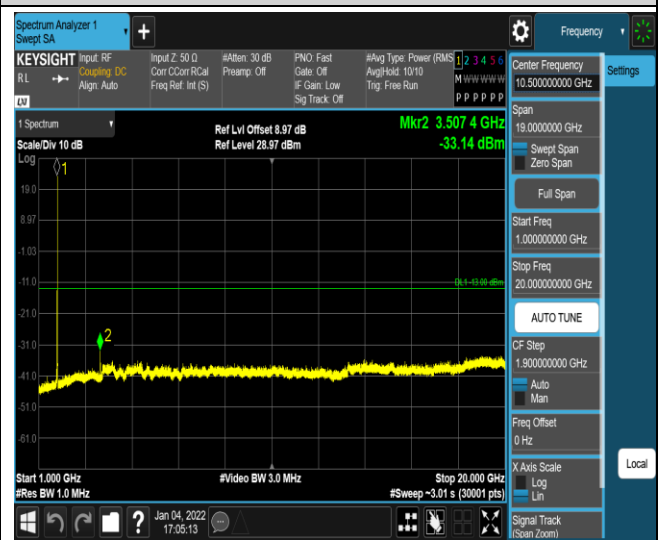 Spectrum Analyzer 1
Swept SA
Frequency
KEYSIGHT
RL
Input: RF
Coupling: DC
Align: Auto
Input Z: 50 Ω
Corr CCorr RCal
Freq Ref: Int (S)
#Atten: 30 dB
Preamp: Off
PNO: Fast
Gate: Off
IF Gain: Low
Sig Track: Off
#Avg Type: Power (RMS
Avg|Hold: 10/10
Trig: Free Run
1 2 3 4 5 6
M W W W W W
P P P P P P
Center Frequency
10.500000000 GHz
Settings
Span
19.0000000 GHz
Swept Span
Zero Span
Full Span
Start Freq
1.000000000 GHz
Stop Freq
20.000000000 GHz
AUTO TUNE
CF Step
1.900000000 GHz
Auto
Man
Freq Offset
0 Hz
X Axis Scale
Log
Lin
Signal Track
(Span Zoom)
Local
1 Spectrum
Scale/Div 10 dB
Log
Ref Lvl Offset 8.97 dB
Ref Level 28.97 dBm
Mkr2 3.507 4 GHz
-33.14 dBm
1
19.0
8.97
-1.03
-11.0
DL1 -13.00 dBm
-21.0
2
-31.0
-41.0
-51.0
-61.0
Start 1.000 GHz
#Res BW 1.0 MHz
#Video BW 3.0 MHz
Stop 20.000 GHz
#Sweep ~3.01 s (30001 pts)
?
Jan 04, 2022
17:05:13